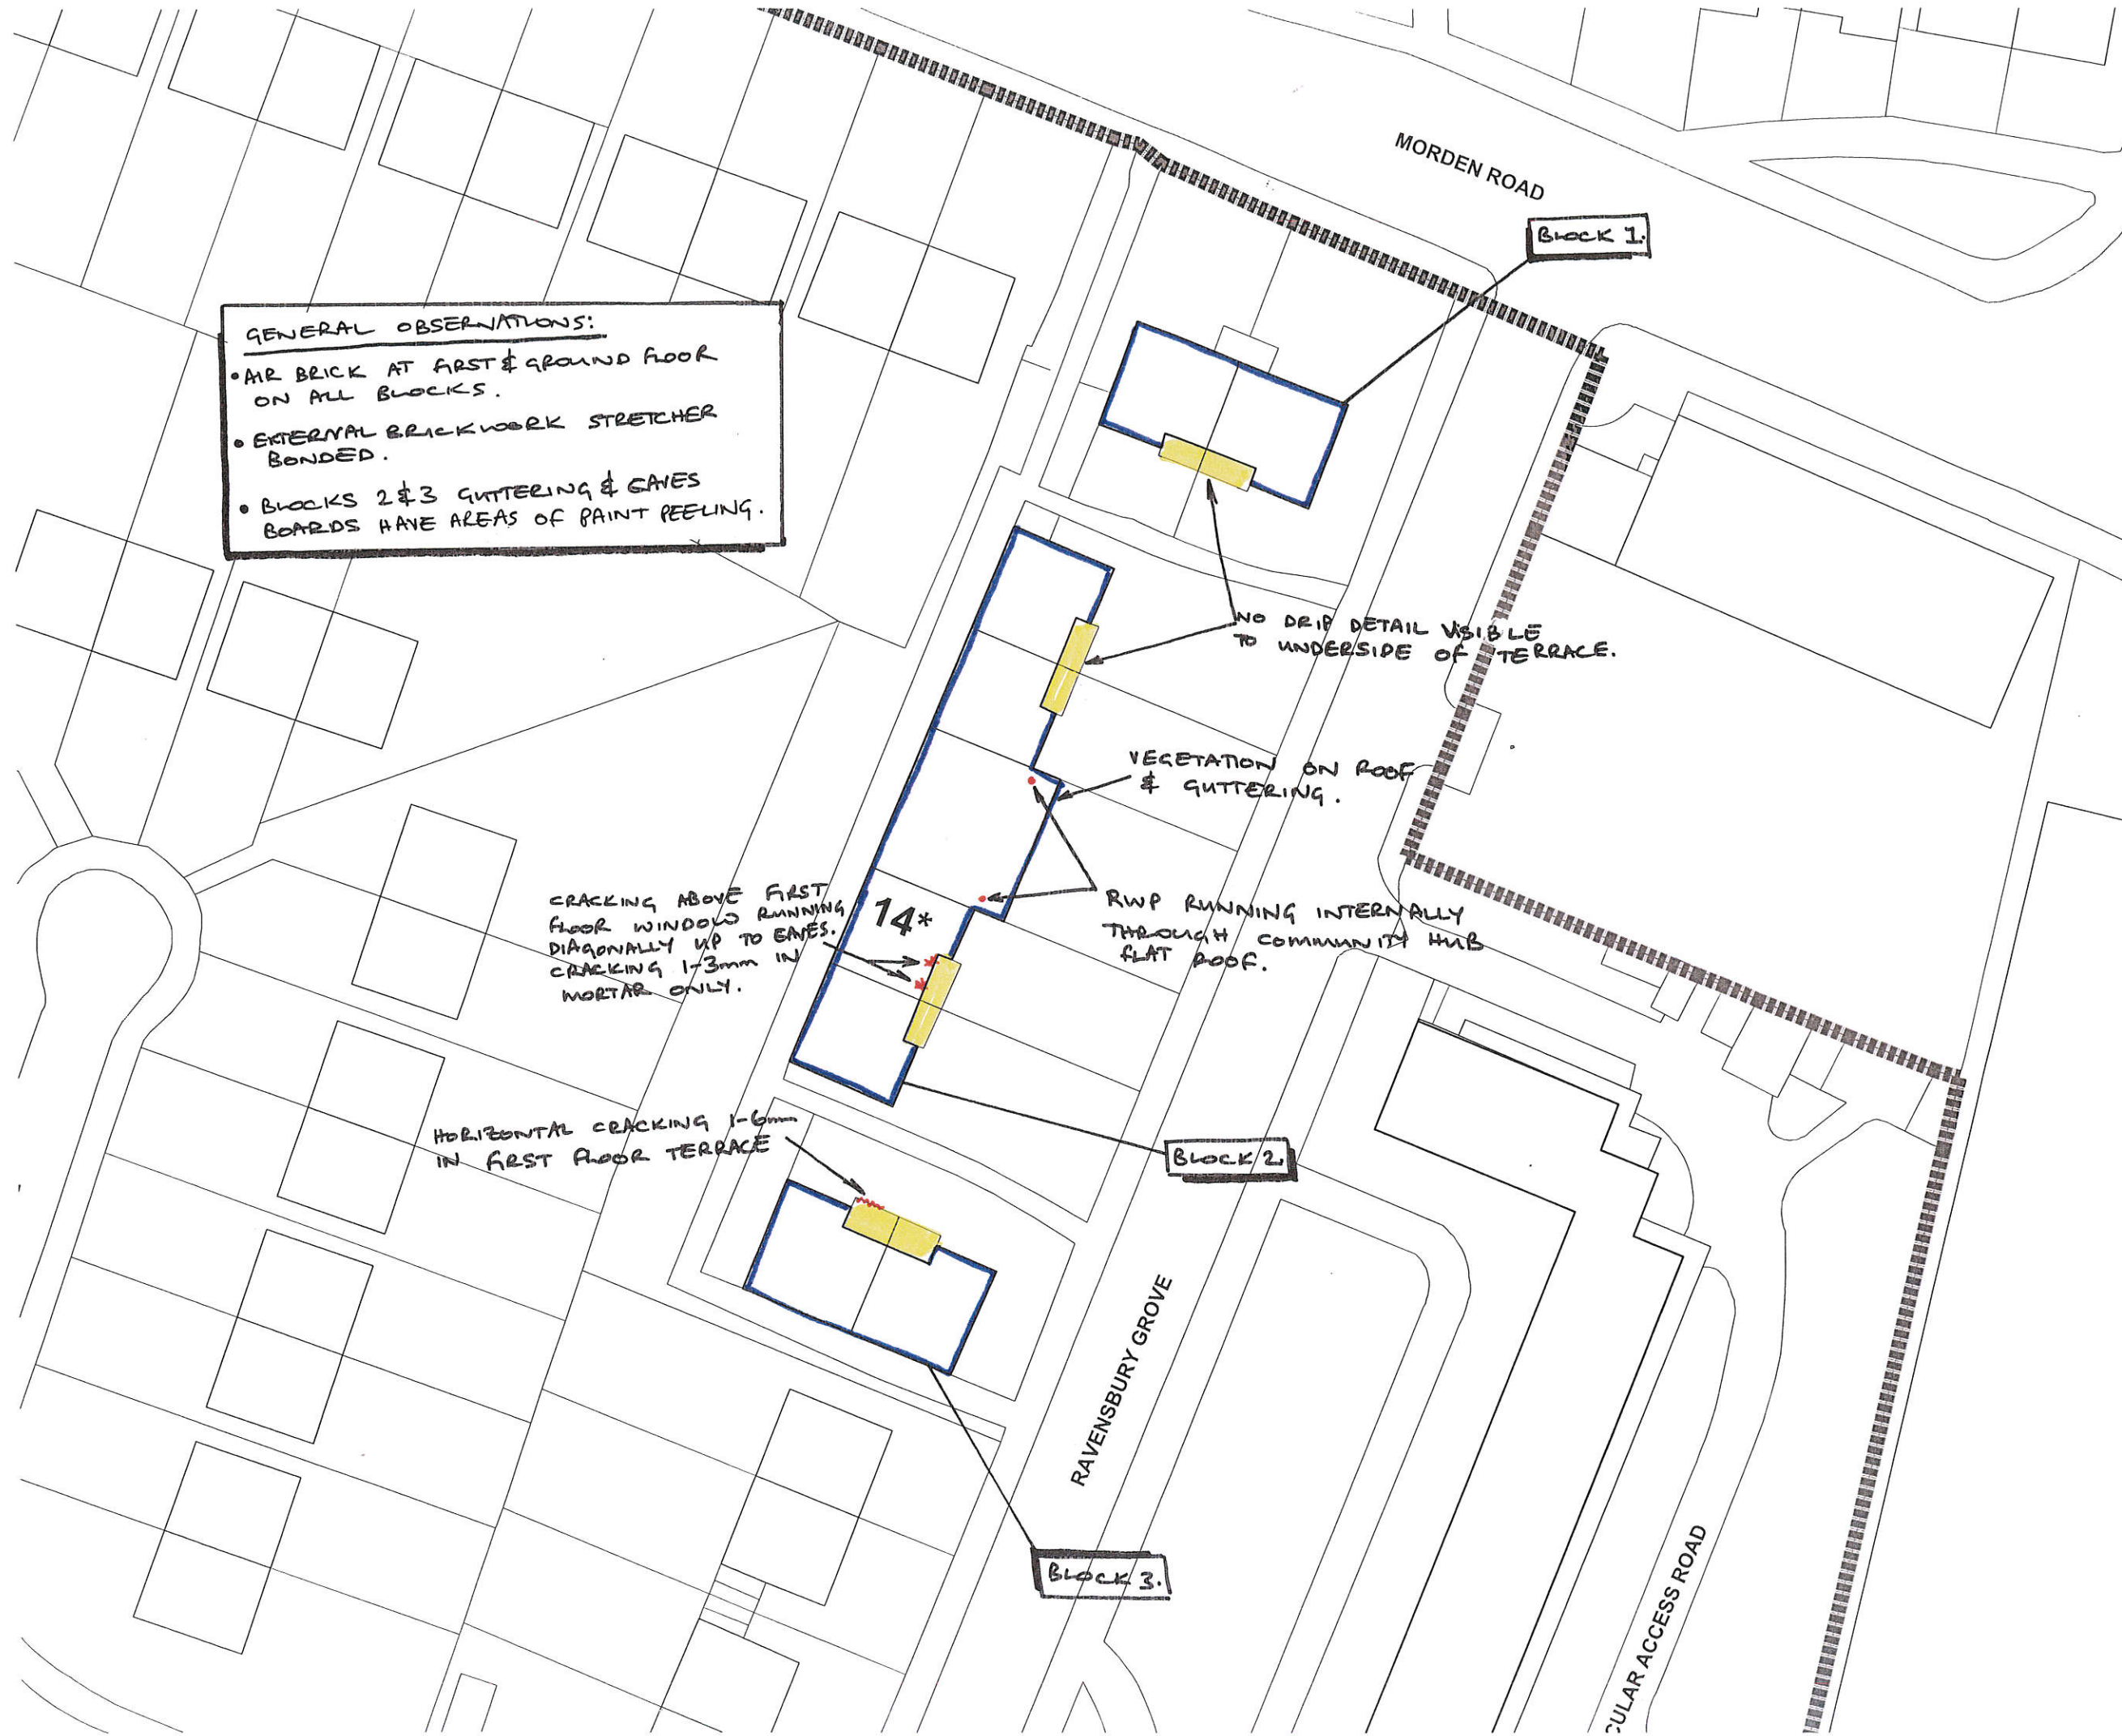 MORDEN ROAD
BLOCK 1.
GENERAL OBSERVATIONS:
• AIR BRICK AT FIRST & GROUND FLOOR
ON ALL BLOCKS.
• EXTERNAL BRICKWORK STRETCHER
BONDED.
• BLOCKS 2 & 3 GUTTERING & EAVES
BOARDS HAVE AREAS OF PAINT PEELING.
NO DRIP DETAIL VISIBLE
TO UNDERSIDE OF TERRACE.
VEGETATION ON ROOF
& GUTTERING.
CRACKING ABOVE FIRST
FLOOR WINDOW RUNNING
DIAGONALLY UP TO EAVES.
CRACKING 1-3mm IN
MORTAR ONLY.
14*
RWP RUNNING INTERNALLY
THROUGH COMMUNITY HUB
FLAT ROOF.
HORIZONTAL CRACKING 1-6mm
IN FIRST FLOOR TERRACE
BLOCK 2.
RAVENSBURY GROVE
BLOCK 3.
CULAR ACCESS ROAD